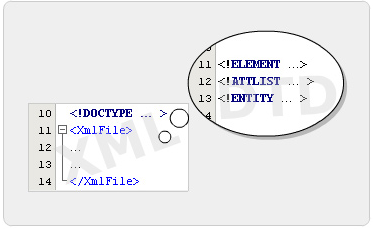 11 <!ELEMENT ...>
12 <!ATTLIST ... >
13 <!ENTITY ... >
DTD
10 <!DOCTYPE ... >
11 <XmlFile>
12 ...
13 ...
14 </XmlFile>
XML